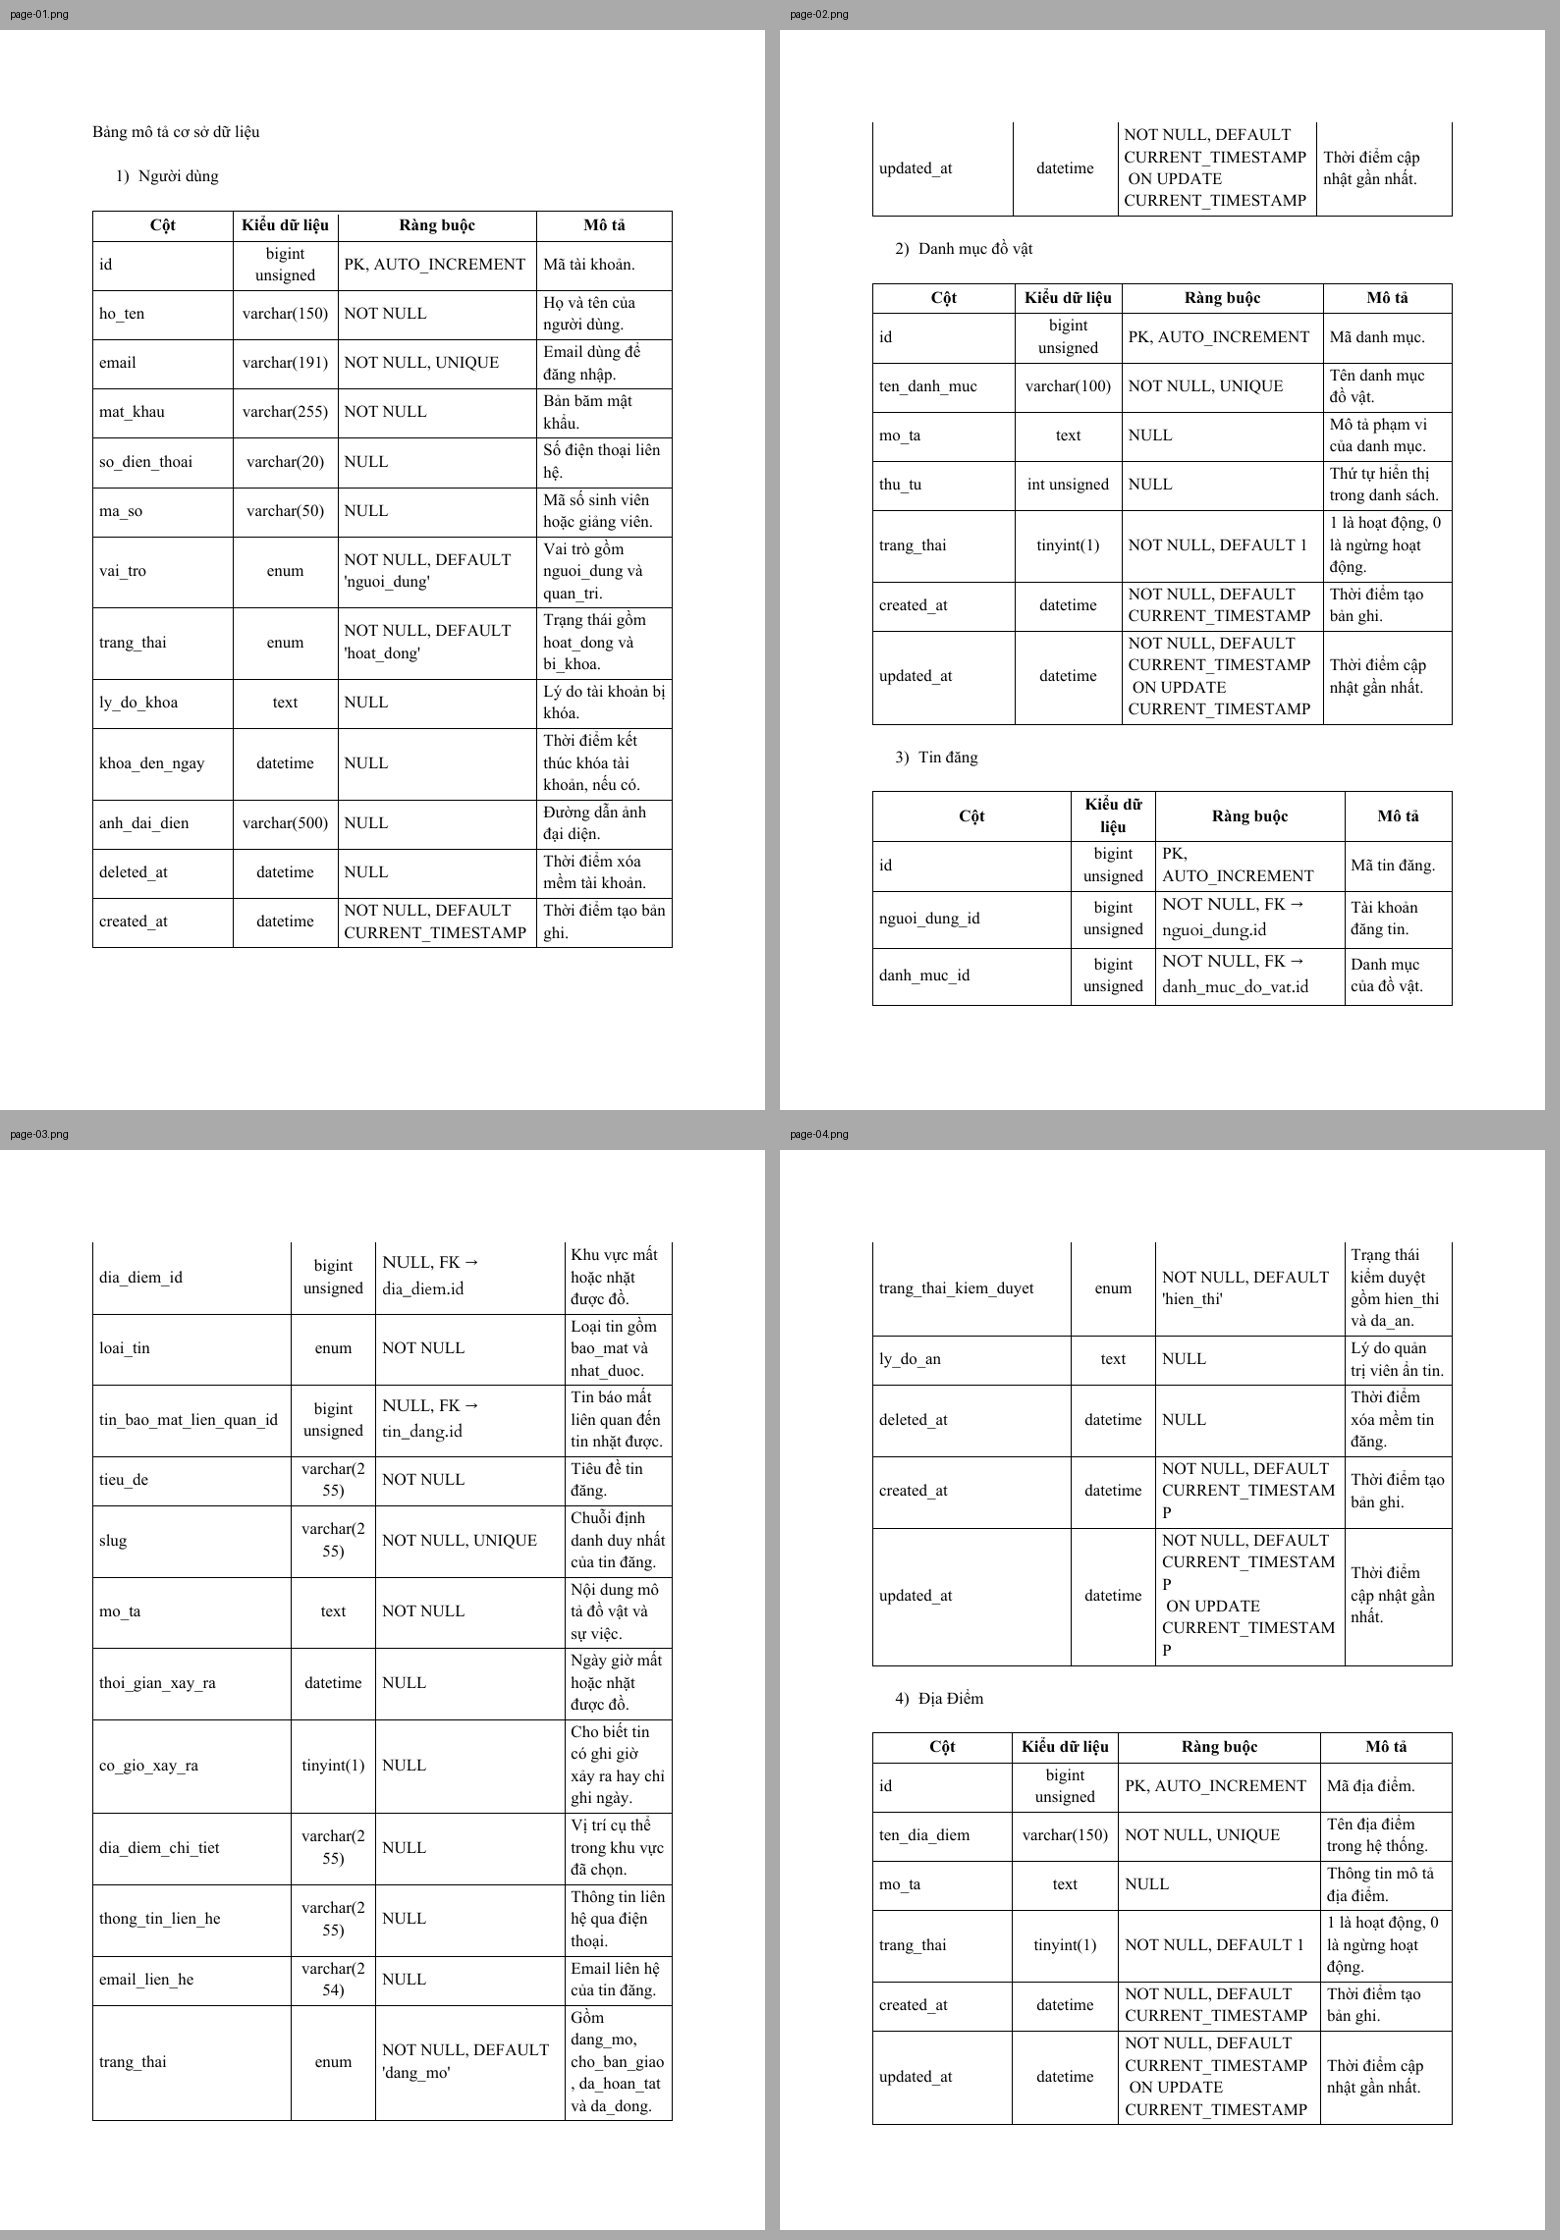 page-01.png
Bảng mô tả cơ sở dữ liệu
1) Người dùng
Cột Kiểu dữ liệu Ràng buộc Mô tả
id bigint unsigned PK, AUTO_INCREMENT Mã tài khoản.
ho_ten varchar(150) NOT NULL Họ và tên của người dùng.
email varchar(191) NOT NULL, UNIQUE Email dùng để đăng nhập.
mat_khau varchar(255) NOT NULL Bản băm mật khẩu.
so_dien_thoai varchar(20) NULL Số điện thoại liên hệ.
ma_so varchar(50) NULL Mã số sinh viên hoặc giảng viên.
vai_tro enum NOT NULL, DEFAULT 'nguoi_dung' Vai trò gồm nguoi_dung và quan_tri.
trang_thai enum NOT NULL, DEFAULT 'hoat_dong' Trạng thái gồm hoat_dong và bi_khoa.
ly_do_khoa text NULL Lý do tài khoản bị khóa.
khoa_den_ngay datetime NULL Thời điểm kết thúc khóa tài khoản, nếu có.
anh_dai_dien varchar(500) NULL Đường dẫn ảnh đại diện.
deleted_at datetime NULL Thời điểm xóa mềm tài khoản.
created_at datetime NOT NULL, DEFAULT CURRENT_TIMESTAMP Thời điểm tạo bản ghi.
page-02.png
updated_at datetime NOT NULL, DEFAULT CURRENT_TIMESTAMP ON UPDATE CURRENT_TIMESTAMP Thời điểm cập nhật gần nhất.
2) Danh mục đồ vật
Cột Kiểu dữ liệu Ràng buộc Mô tả
id bigint unsigned PK, AUTO_INCREMENT Mã danh mục.
ten_danh_muc varchar(100) NOT NULL, UNIQUE Tên danh mục đồ vật.
mo_ta text NULL Mô tả phạm vi của danh mục.
thu_tu int unsigned NULL Thứ tự hiển thị trong danh sách.
trang_thai tinyint(1) NOT NULL, DEFAULT 1 1 là hoạt động, 0 là ngừng hoạt động.
created_at datetime NOT NULL, DEFAULT CURRENT_TIMESTAMP Thời điểm tạo bản ghi.
updated_at datetime NOT NULL, DEFAULT CURRENT_TIMESTAMP ON UPDATE CURRENT_TIMESTAMP Thời điểm cập nhật gần nhất.
3) Tin đăng
Cột Kiểu dữ liệu Ràng buộc Mô tả
id bigint unsigned PK, AUTO_INCREMENT Mã tin đăng.
nguoi_dung_id bigint unsigned NOT NULL, FK → nguoi_dung.id Tài khoản đăng tin.
danh_muc_id bigint unsigned NOT NULL, FK → danh_muc_do_vat.id Danh mục của đồ vật.
page-03.png
dia_diem_id bigint unsigned NULL, FK → dia_diem.id Khu vực mất hoặc nhặt được đồ.
loai_tin enum NOT NULL Loại tin gồm bao_mat và nhat_duoc.
tin_bao_mat_lien_quan_id bigint unsigned NULL, FK → tin_dang.id Tin báo mất liên quan đến tin nhặt được.
tieu_de varchar(255) NOT NULL Tiêu đề tin đăng.
slug varchar(255) NOT NULL, UNIQUE Chuỗi định danh duy nhất của tin đăng.
mo_ta text NOT NULL Nội dung mô tả đồ vật và sự việc.
thoi_gian_xay_ra datetime NULL Ngày giờ mất hoặc nhặt được đồ.
co_gio_xay_ra tinyint(1) NULL Cho biết tin có ghi giờ xảy ra hay chỉ ghi ngày.
dia_diem_chi_tiet varchar(255) NULL Vị trí cụ thể trong khu vực đã chọn.
thong_tin_lien_he varchar(255) NULL Thông tin liên hệ qua điện thoại.
email_lien_he varchar(254) NULL Email liên hệ của tin đăng.
trang_thai enum NOT NULL, DEFAULT 'dang_mo' Gồm dang_mo, cho_ban_giao , da_hoan_tat và da_dong.
page-04.png
trang_thai_kiem_duyet enum NOT NULL, DEFAULT 'hien_thi' Trạng thái kiểm duyệt gồm hien_thi và da_an.
ly_do_an text NULL Lý do quản trị viên ẩn tin.
deleted_at datetime NULL Thời điểm xóa mềm tin đăng.
created_at datetime NOT NULL, DEFAULT CURRENT_TIMESTAMP Thời điểm tạo bản ghi.
updated_at datetime NOT NULL, DEFAULT CURRENT_TIMESTAMP ON UPDATE CURRENT_TIMESTAMP Thời điểm cập nhật gần nhất.
4) Địa Điểm
Cột Kiểu dữ liệu Ràng buộc Mô tả
id bigint unsigned PK, AUTO_INCREMENT Mã địa điểm.
ten_dia_diem varchar(150) NOT NULL, UNIQUE Tên địa điểm trong hệ thống.
mo_ta text NULL Thông tin mô tả địa điểm.
trang_thai tinyint(1) NOT NULL, DEFAULT 1 1 là hoạt động, 0 là ngừng hoạt động.
created_at datetime NOT NULL, DEFAULT CURRENT_TIMESTAMP Thời điểm tạo bản ghi.
updated_at datetime NOT NULL, DEFAULT CURRENT_TIMESTAMP ON UPDATE CURRENT_TIMESTAMP Thời điểm cập nhật gần nhất.